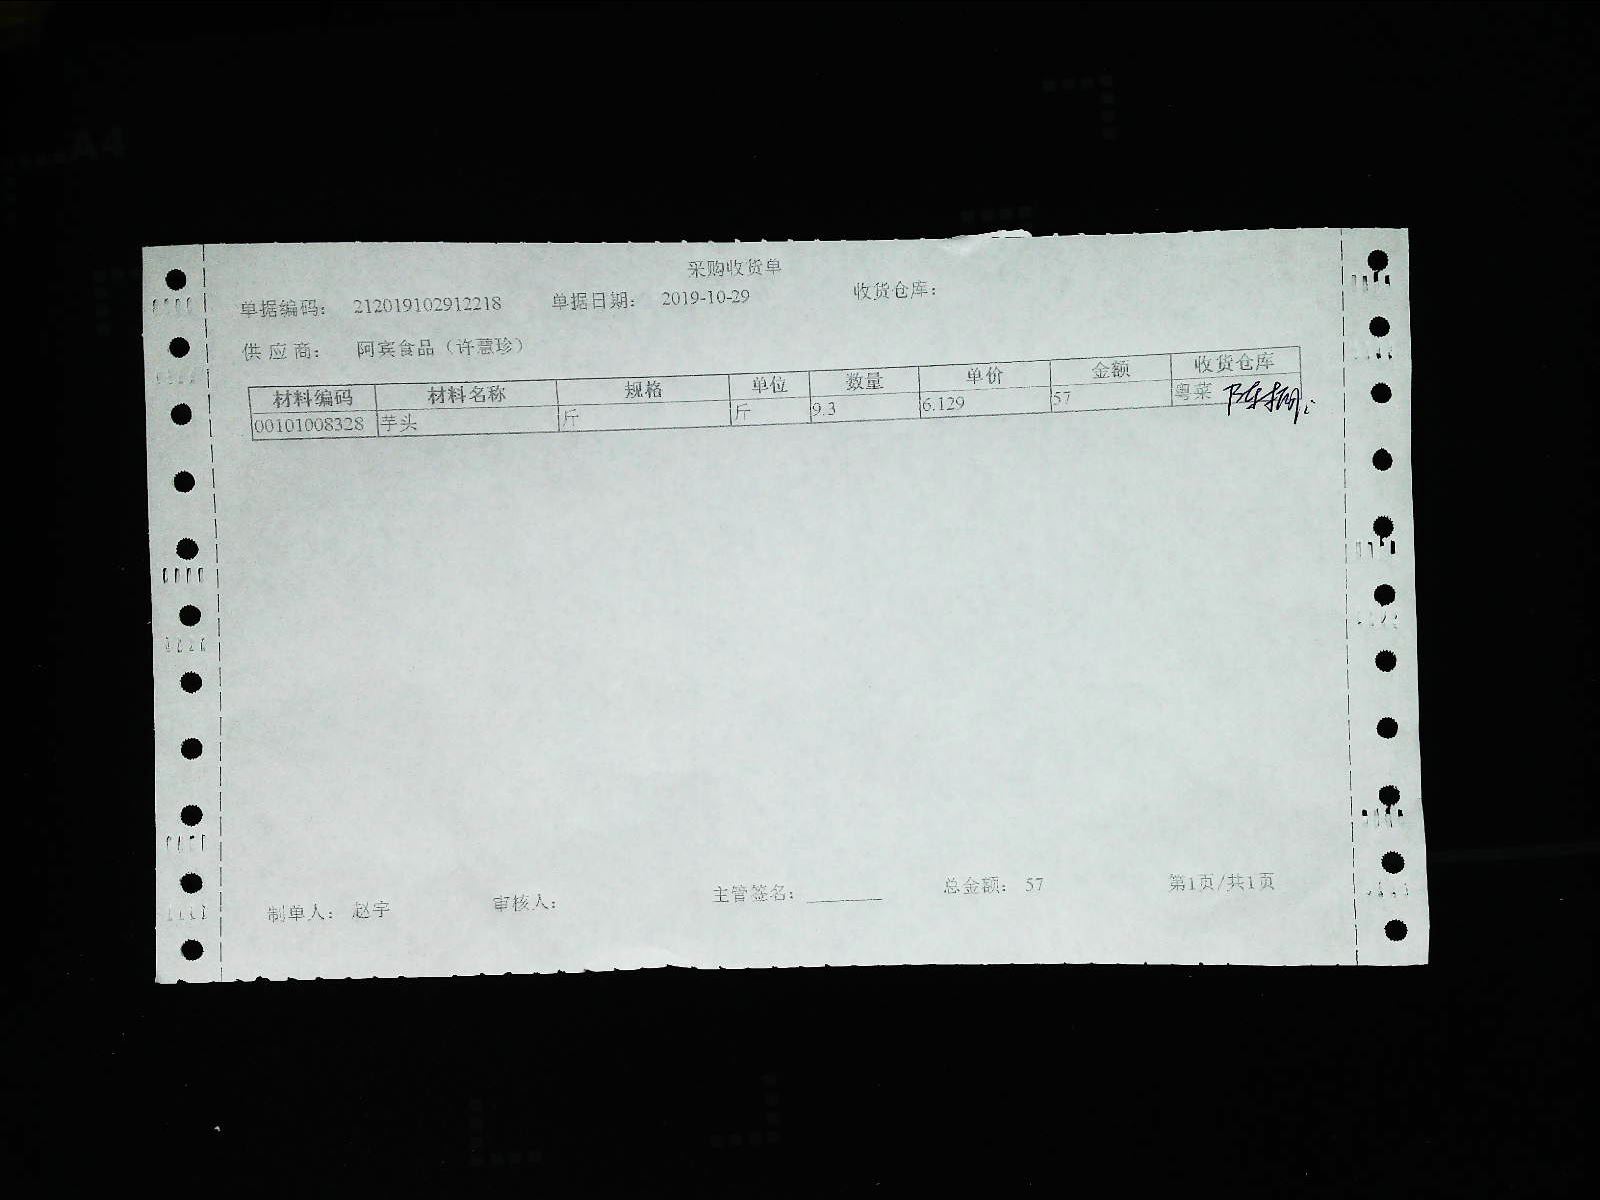 采购收货单
单据编码： 212019102912218 单据日期： 2019-10-29 收货仓库：
供 应 商： 阿宾食品（许慧珍）
材料编码 材料名称 规格 单位 数量 单价 金额 收货仓库
00101008328 芋头 斤 斤 9.3 6.129 57 粤菜
制单人： 赵宇 审核人： 主管签名： ________ 总金额： 57 第1页/共1页
A4